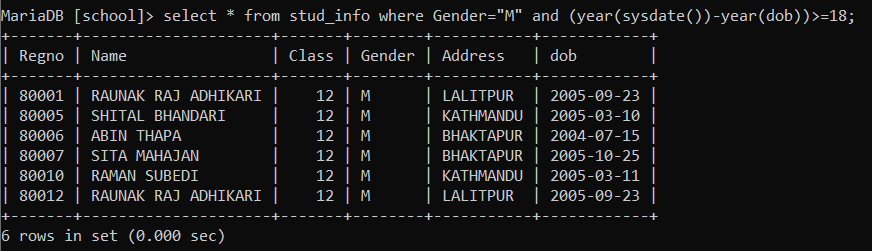 MariaDB [school]> select * from stud_info where Gender="M" and (year(sysdate())-year(dob))>=18;
+-------+---------------------+-------+--------+-----------+------------+
| Regno | Name                | Class | Gender | Address   | dob        |
+-------+---------------------+-------+--------+-----------+------------+
| 80001 | RAUNAK RAJ ADHIKARI |    12 | M      | LALITPUR  | 2005-09-23 |
| 80005 | SHITAL BHANDARI     |    12 | M      | KATHMANDU | 2005-03-10 |
| 80006 | ABIN THAPA          |    12 | M      | BHAKTAPUR | 2004-07-15 |
| 80007 | SITA MAHAJAN        |    12 | M      | BHAKTAPUR | 2005-10-25 |
| 80010 | RAMAN SUBEDI        |    12 | M      | KATHMANDU | 2005-03-11 |
| 80012 | RAUNAK RAJ ADHIKARI |    12 | M      | LALITPUR  | 2005-09-23 |
+-------+---------------------+-------+--------+-----------+------------+
6 rows in set (0.000 sec)